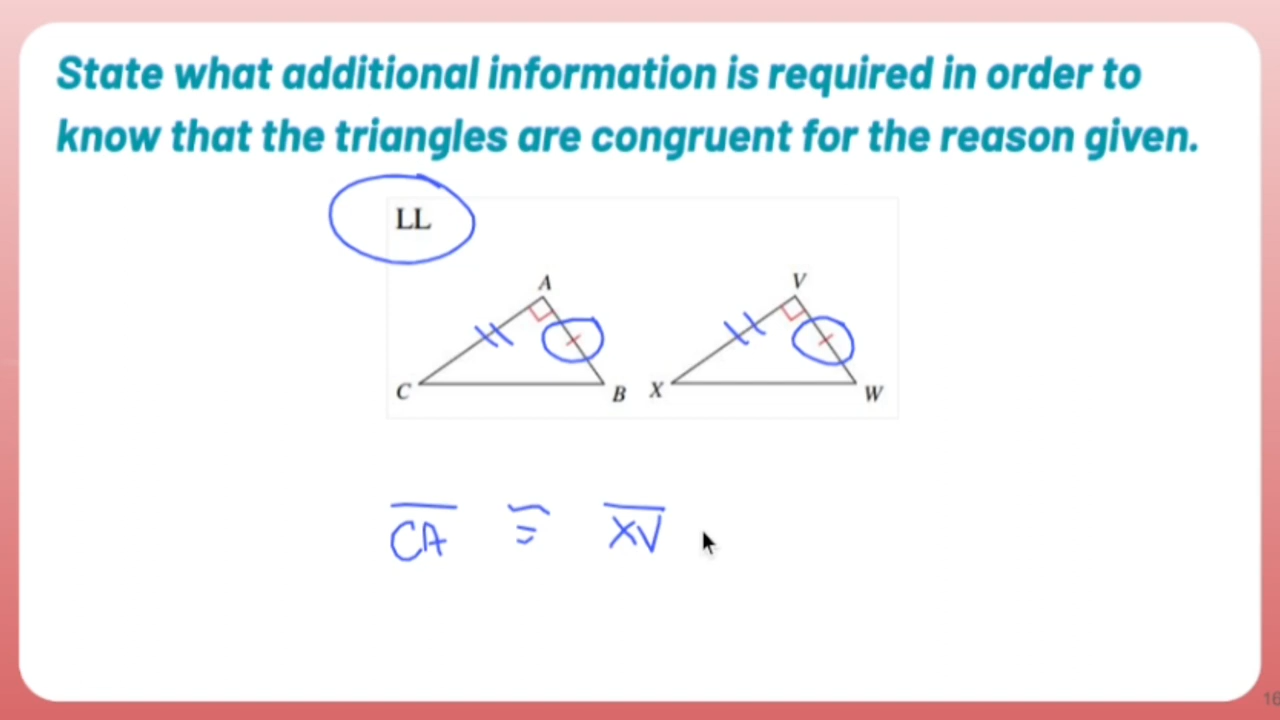 State what additional information is required in order to
know that the triangles are congruent for the reason given.
LL
A V
C B X W
CA ≅ XV
16